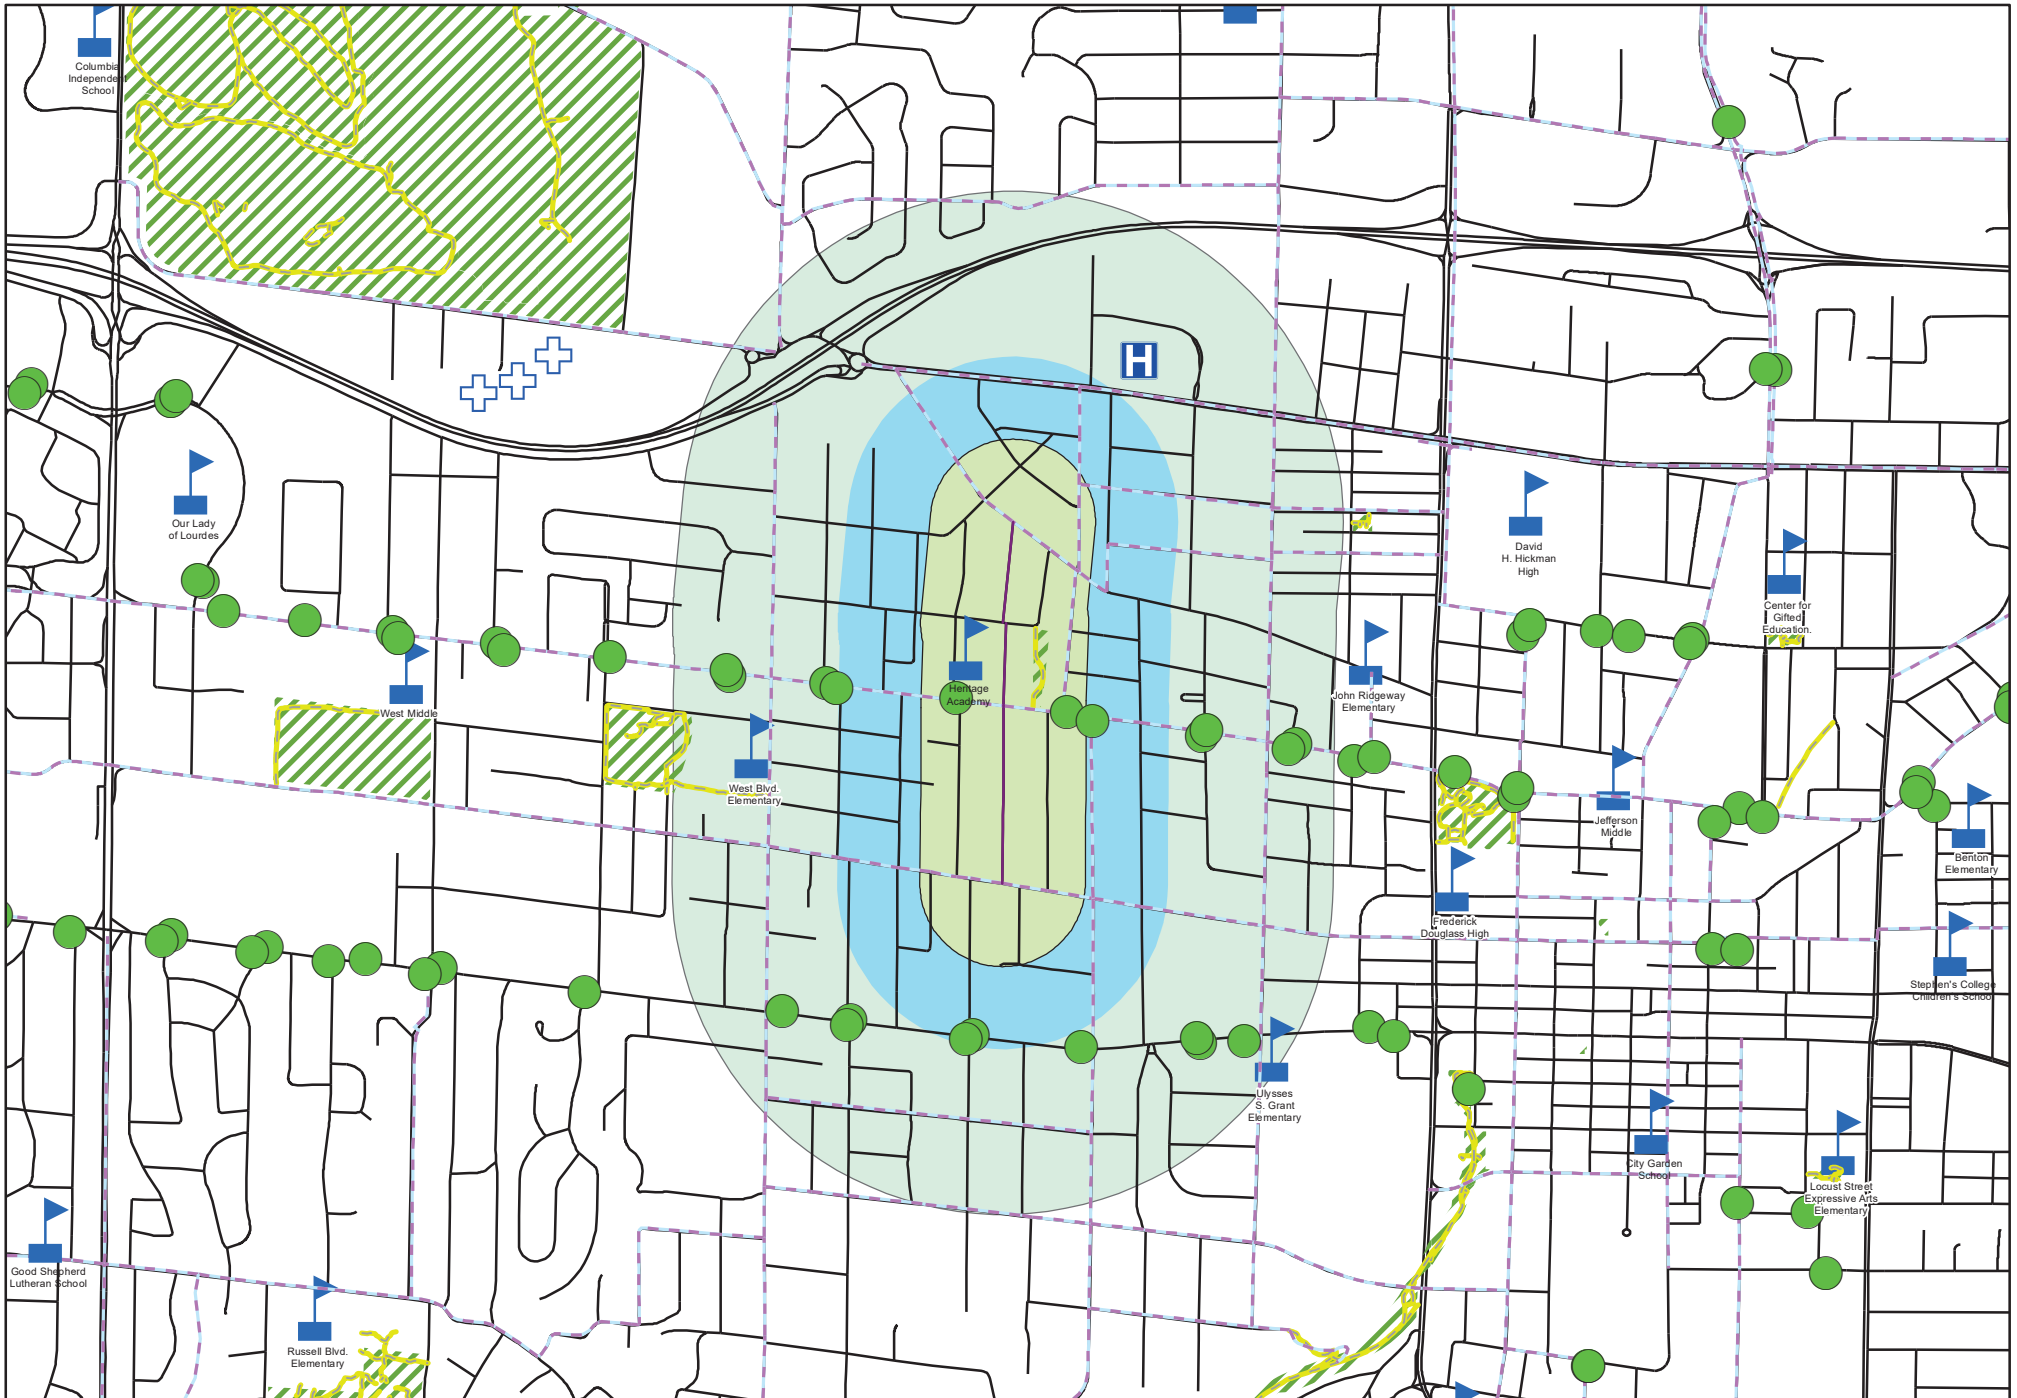 Columbia
Independent
School
H
Our Lady
of Lourdes
David
H. Hickman
High
Center for
Gifted
Education.
Heritage
Academy
John Ridgeway
Elementary
West Middle
West Blvd.
Elementary
Jefferson
Middle
Benton
Elementary
Frederick
Douglass High
Stephen's College
Children's School
Ulysses
S. Grant
Elementary
City Garden
School
Locust Street
Expressive Arts
Elementary
Good Shepherd
Lutheran School
Russell Blvd.
Elementary